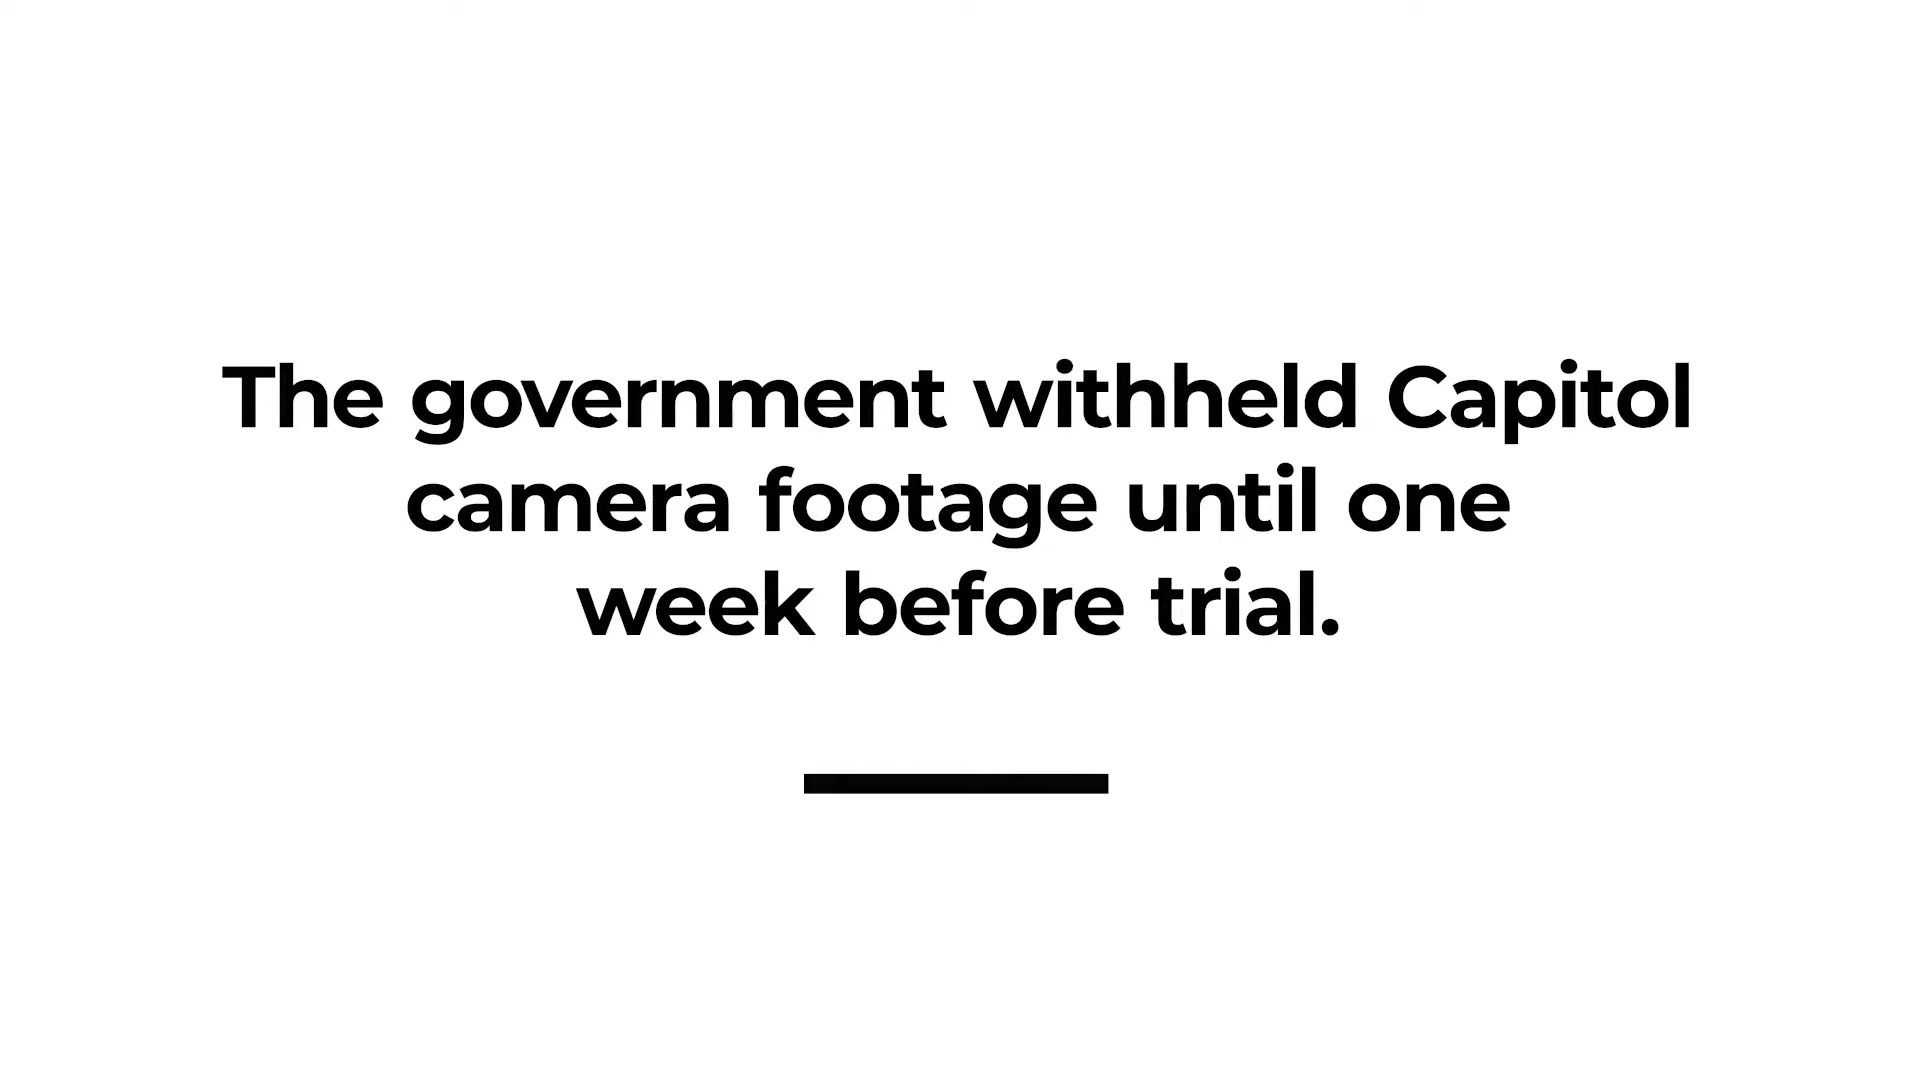 The government withheld Capitol
camera footage until one
week before trial.